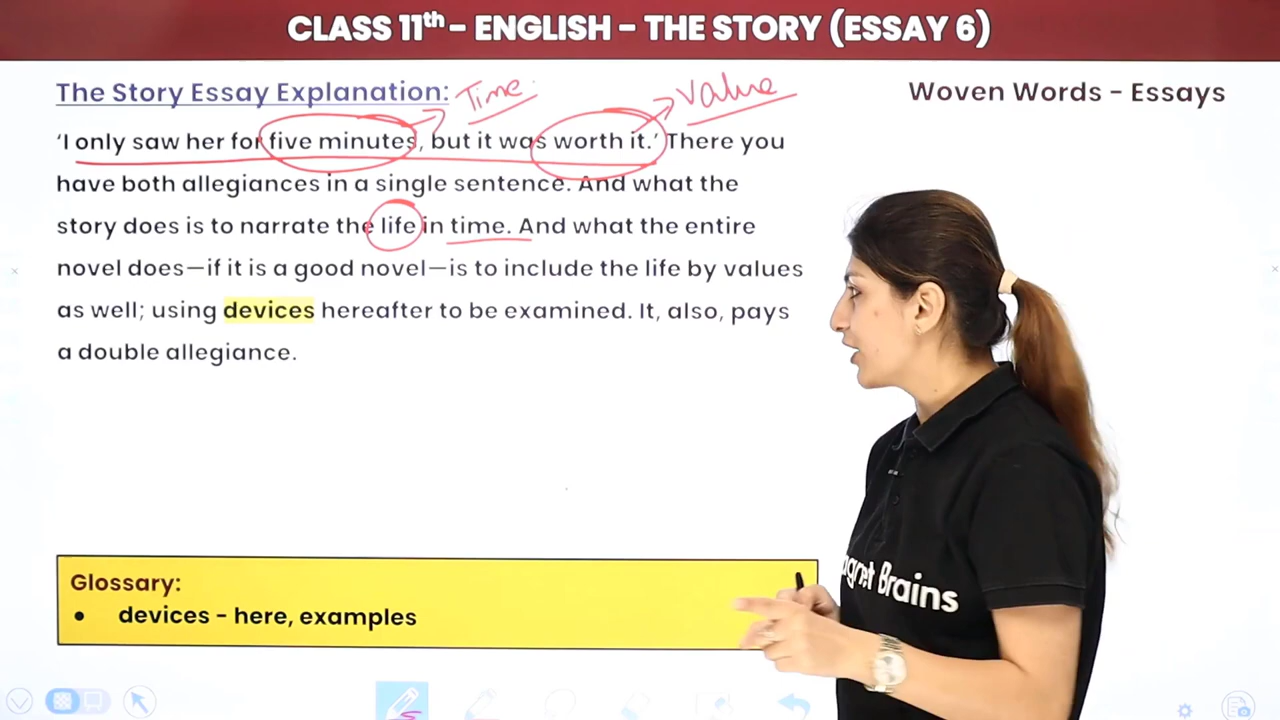 CLASS 11th - ENGLISH - THE STORY (ESSAY 6)
The Story Essay Explanation:
Time
Value
Woven Words - Essays
‘I only saw her for five minutes, but it was worth it.’ There you
have both allegiances in a single sentence. And what the
story does is to narrate the life in time. And what the entire
novel does—if it is a good novel—is to include the life by values
as well; using devices hereafter to be examined. It, also, pays
a double allegiance.
Glossary:
• devices - here, examples
Brains